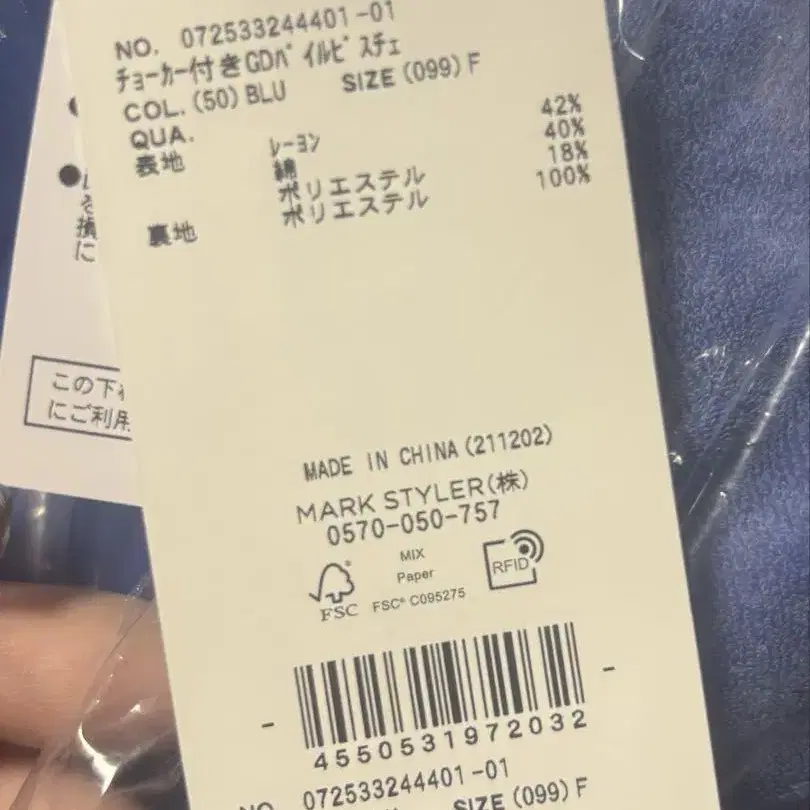 NO. 072533244401-01
ﾁｮｰｶｰ付きGDﾊﾟｲﾙﾋﾞｽﾁｪ
COL.(50)BLU SIZE(099)F
QUA.
表地 ﾚｰﾖﾝ 42%
綿 40%
ポリエステル 18%
裏地 ポリエステル 100%
MADE IN CHINA(211202)
MARK STYLER(株)
0570-050-757
MIX
Paper
FSC FSC® C095275
RFID
4550531972032
NO. 072533244401-01
SIZE(099)F
損
に
この下
にご利用